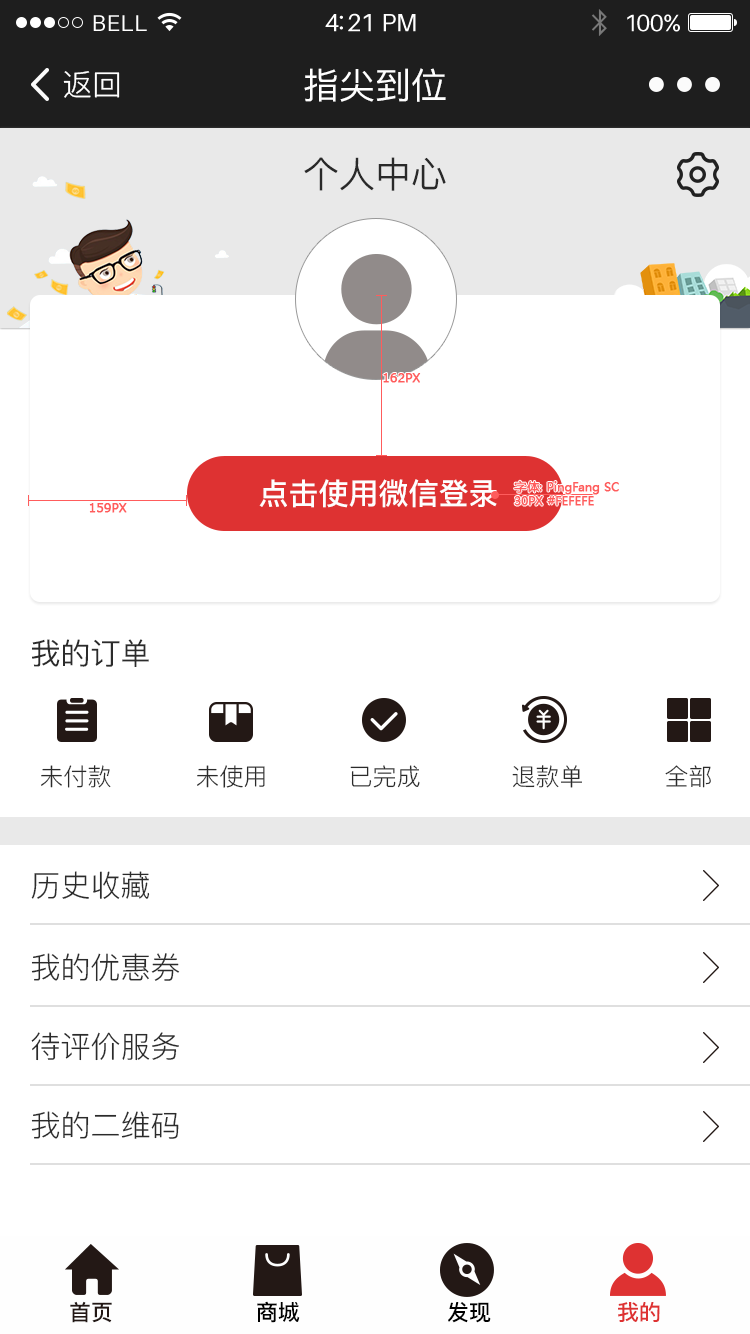 BELL 4:21 PM 100%
返回 指尖到位
个人中心
162PX
点击使用微信登录
字体: PingFang SC
30PX #FEFEFE
159PX
我的订单
未付款 未使用 已完成 退款单 全部
历史收藏
我的优惠券
待评价服务
我的二维码
首页 商城 发现 我的